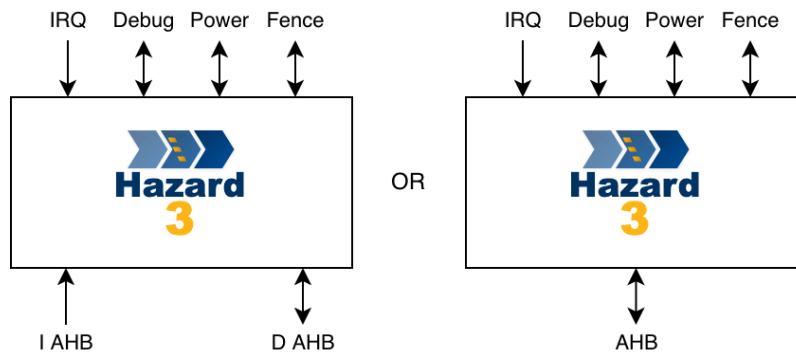 IRQ Debug Power Fence
IRQ Debug Power Fence
Hazard
3
OR
Hazard
3
I AHB D AHB
AHB